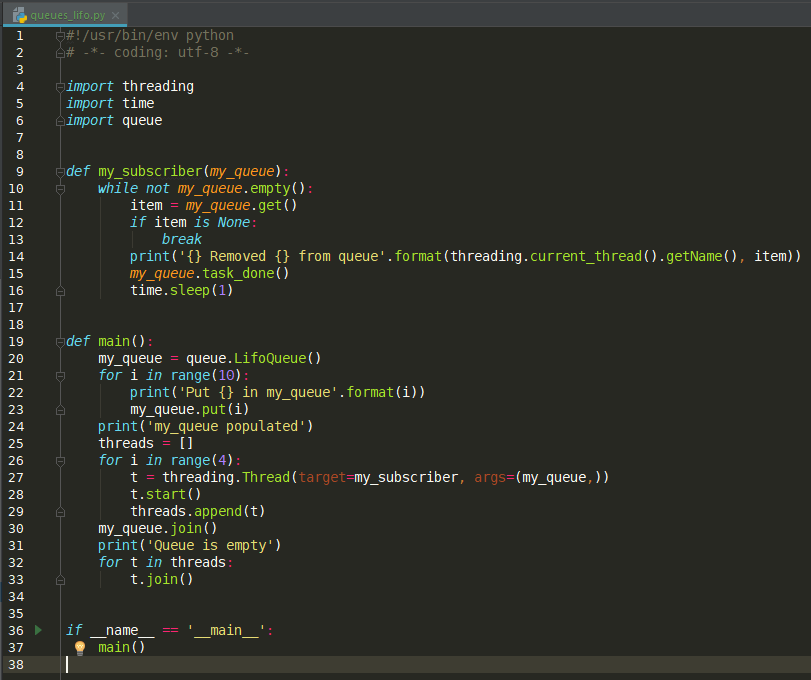 queues_lifo.py ×
1 #!/usr/bin/env python
2 # -*- coding: utf-8 -*-
3
4 import threading
5 import time
6 import queue
7
8
9 def my_subscriber(my_queue):
10     while not my_queue.empty():
11         item = my_queue.get()
12         if item is None:
13             break
14         print('{} Removed {} from queue'.format(threading.current_thread().getName(), item))
15         my_queue.task_done()
16         time.sleep(1)
17
18
19 def main():
20     my_queue = queue.LifoQueue()
21     for i in range(10):
22         print('Put {} in my_queue'.format(i))
23         my_queue.put(i)
24     print('my_queue populated')
25     threads = []
26     for i in range(4):
27         t = threading.Thread(target=my_subscriber, args=(my_queue,))
28         t.start()
29         threads.append(t)
30     my_queue.join()
31     print('Queue is empty')
32     for t in threads:
33         t.join()
34
35
36 if __name__ == '__main__':
37     main()
38